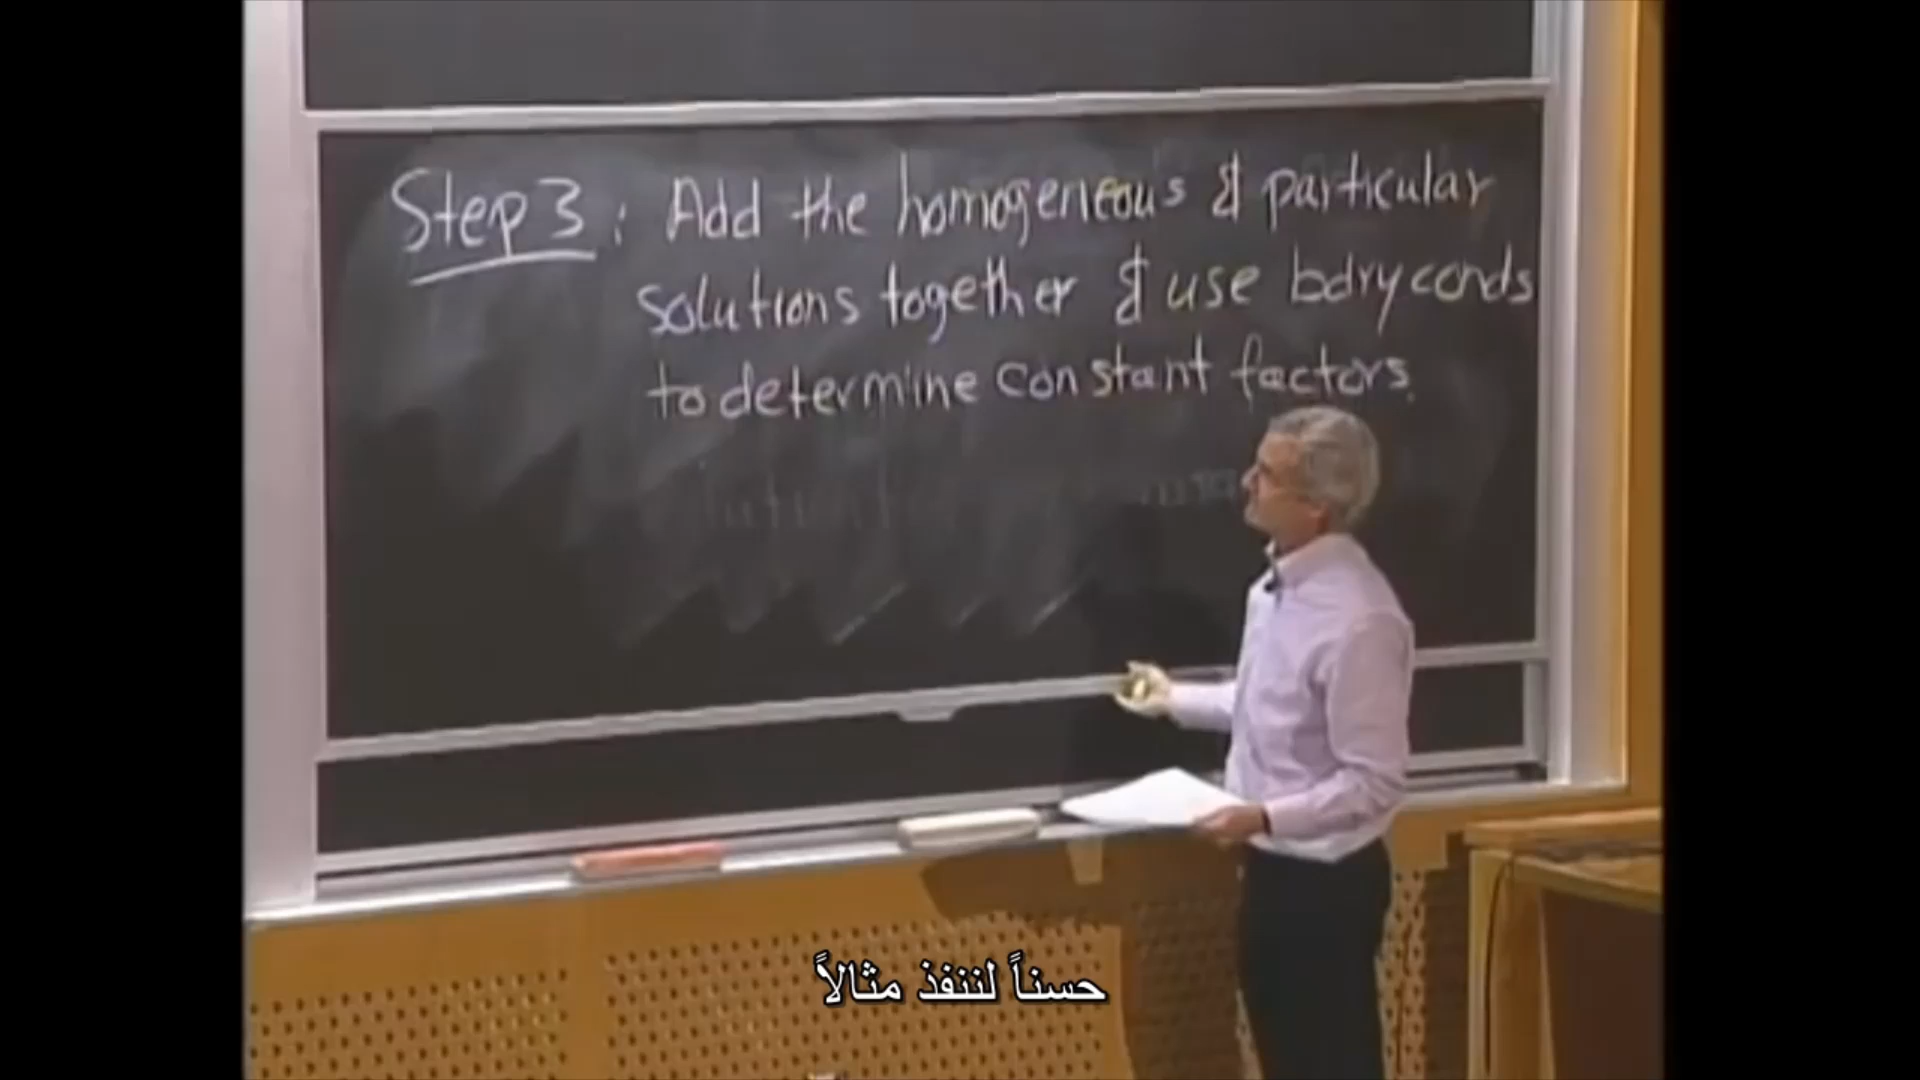 Step 3: Add the homogeneous & particular
solutions together & use bdry conds
to determine constant factors.
حسناً لننفذ مثالاً